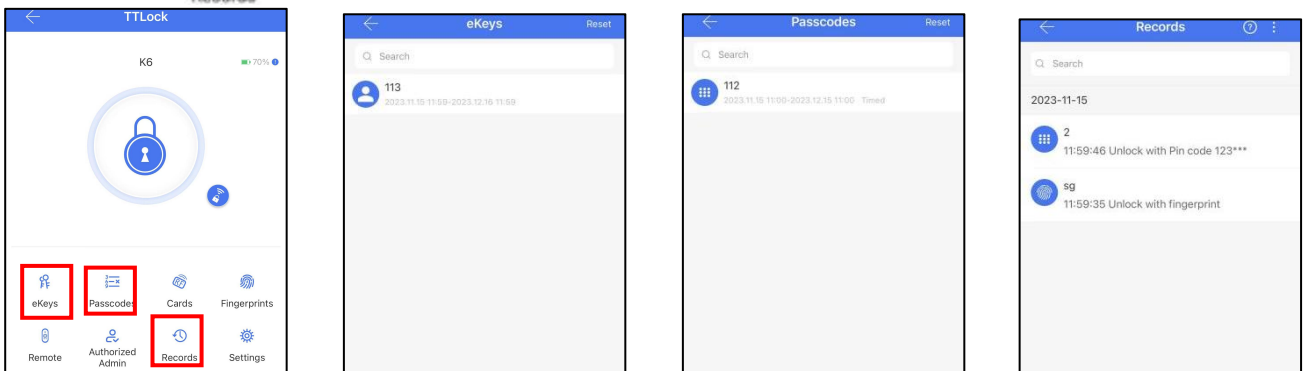 Records
TTLock
K6
70%
eKeys
Passcodes
Cards
Fingerprints
Remote
Authorized
Admin
Records
Settings
eKeys
Reset
Search
113
2023.11.15 11:59-2023.12.16 11:59
Passcodes
Reset
Search
112
2023.11.15 11:00-2023.12.15 11:00 Timed
Records
Search
2023-11-15
2
11:59:46 Unlock with Pin code 123***
sg
11:59:35 Unlock with fingerprint